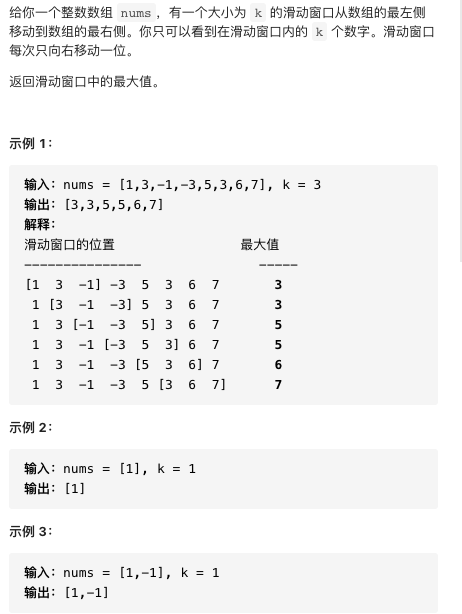 给你一个整数数组 nums ，有一个大小为 k 的滑动窗口从数组的最左侧
移动到数组的最右侧。你只可以看到在滑动窗口内的 k 个数字。滑动窗口
每次只向右移动一位。
返回滑动窗口中的最大值。
示例 1：
输入：nums = [1,3,-1,-3,5,3,6,7], k = 3
输出：[3,3,5,5,6,7]
解释：
滑动窗口的位置                最大值
---------------               -----
[1  3  -1] -3  5  3  6  7       3
 1 [3  -1  -3] 5  3  6  7       3
 1  3 [-1  -3  5] 3  6  7       5
 1  3  -1 [-3  5  3] 6  7       5
 1  3  -1  -3 [5  3  6] 7       6
 1  3  -1  -3  5 [3  6  7]      7
示例 2：
输入：nums = [1], k = 1
输出：[1]
示例 3：
输入：nums = [1,-1], k = 1
输出：[1,-1]